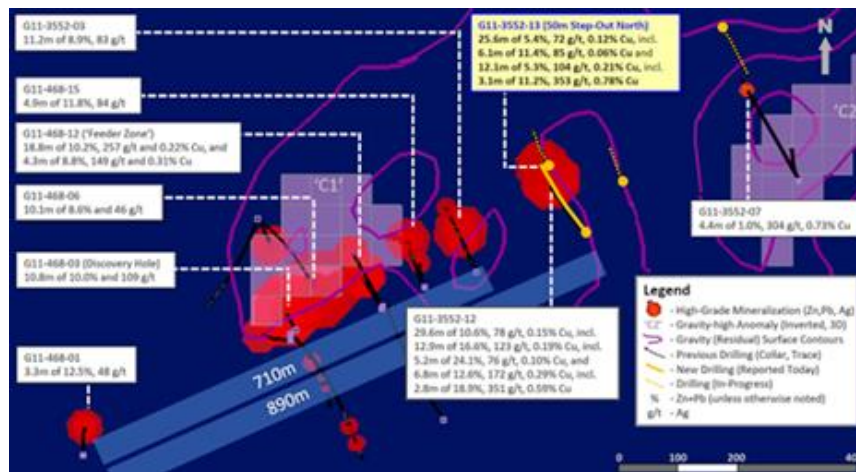 G11-3552-03
11.2m of 8.9%, 83 g/t
G11-468-15
4.9m of 11.8%, 84 g/t
G11-468-12 ('Feeder Zone')
18.8m of 10.2%, 257 g/t and 0.22% Cu, and
4.3m of 8.8%, 149 g/t and 0.31% Cu
G11-468-06
10.1m of 8.6% and 46 g/t
G11-468-03 (Discovery Hole)
10.8m of 10.0% and 109 g/t
G11-468-01
3.3m of 12.5%, 48 g/t
G11-3552-13 (50m Step-Out North)
25.6m of 5.4%, 72 g/t, 0.12% Cu, incl.
6.1m of 11.4%, 85 g/t, 0.06% Cu and
12.1m of 5.3%, 104 g/t, 0.21% Cu, incl.
3.1m of 11.2%, 353 g/t, 0.78% Cu
N
'C1'
'C2
G11-3552-07
4.4m of 1.0%, 304 g/t, 0.73% Cu
G11-3552-12
29.6m of 10.6%, 78 g/t, 0.15% Cu, incl.
12.9m of 16.6%, 123 g/t, 0.19% Cu, incl.
5.2m of 24.1%, 76 g/t, 0.10% Cu, and
6.8m of 12.6%, 172 g/t, 0.29% Cu, incl.
2.8m of 18.9%, 351 g/t, 0.59% Cu
710m
890m
Legend
- High-Grade Mineralization (Zn,Pb, Ag)
'C2' - Gravity-high Anomaly (Inverted, 3D)
- Gravity (Residual) Surface Contours
- Previous Drilling (Collar, Trace)
- New Drilling (Reported Today)
- Drilling (In-Progress)
% - Zn+Pb (unless otherwise noted)
g/t - Ag
0 200 40